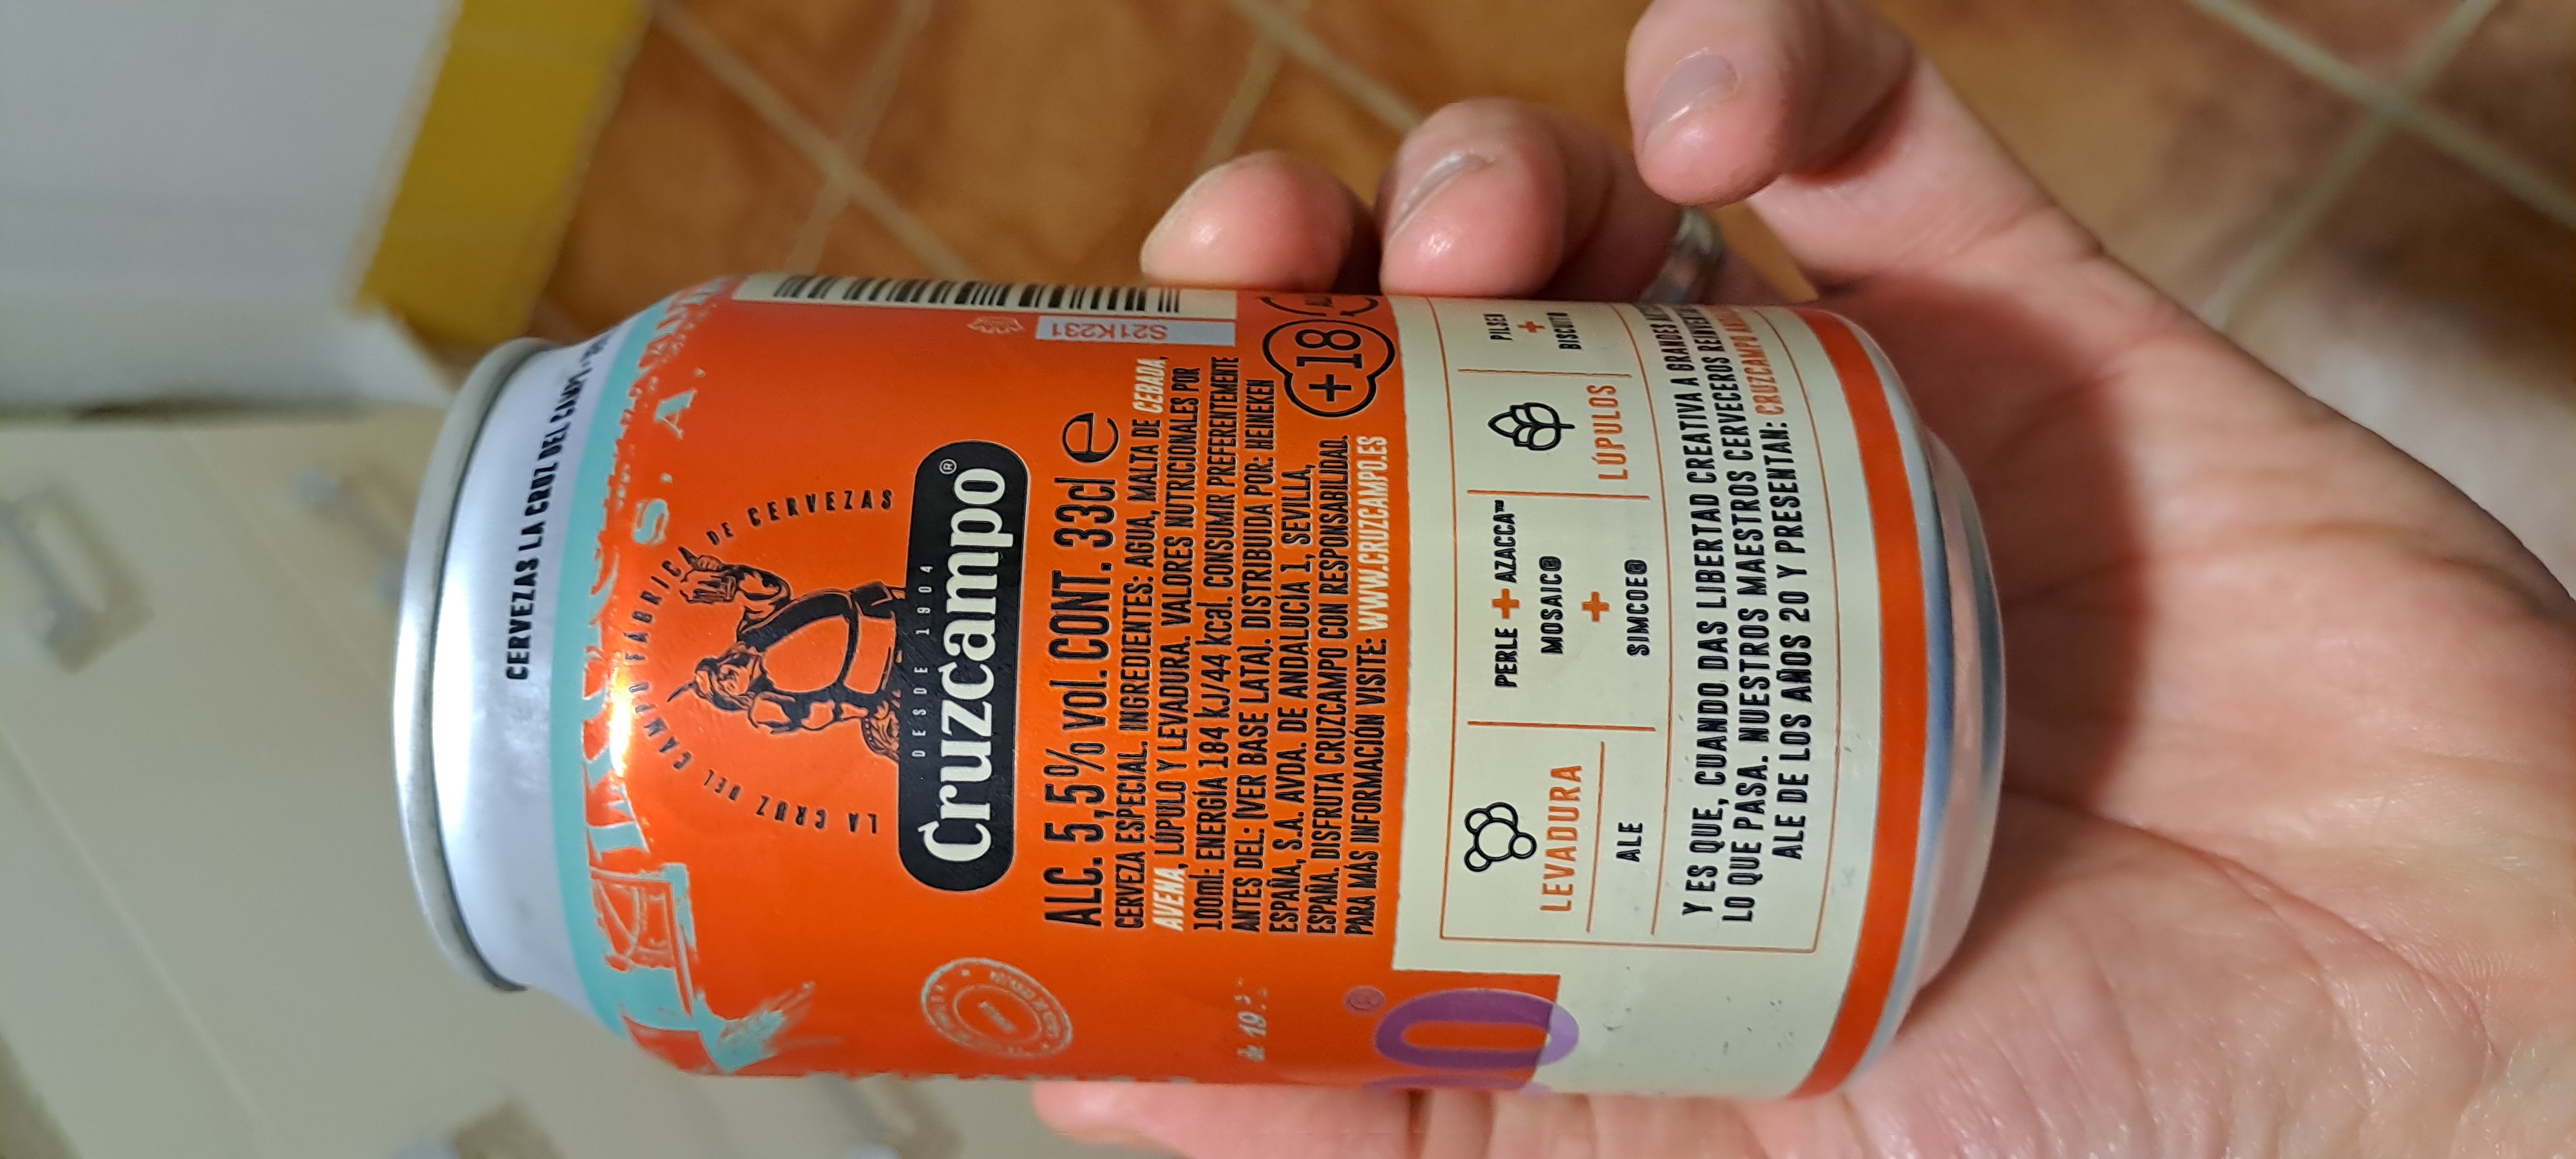 CERVEZAS LA CRUZ DEL CAMPO
S.A.
LA CRUZ DEL CAMPO FÁBRICA DE CERVEZAS
DESDE 1904
Cruzcampo®
ALC. 5,5% vol. CONT. 33cl e
CERVEZA ESPECIAL. INGREDIENTES: AGUA, MALTA DE CEBADA,
AVENA, LÚPULO Y LEVADURA. VALORES NUTRICIONALES POR
100ml: ENERGÍA 184 kJ/44 kcal. CONSUMIR PREFERENTEMENTE
ANTES DEL: (VER BASE LATA). DISTRIBUIDA POR: HEINEKEN
ESPAÑA, S.A. AVDA. DE ANDALUCÍA 1, SEVILLA,
ESPAÑA. DISFRUTA CRUZCAMPO CON RESPONSABILIDAD.
PARA MÁS INFORMACIÓN VISITE: WWW.CRUZCAMPO.ES
S21K231
+18
LEVADURA
ALE
PERLE + AZACCA™
MOSAIC®
+
SIMCOE®
LÚPULOS
PILSEN
+
BISCUIT
Y ES QUE, CUANDO DAS LIBERTAD CREATIVA A GRANDES
LO QUE PASA. NUESTROS MAESTROS CERVECEROS
ALE DE LOS AÑOS 20 Y PRESENTAN: CRUZCAMPO